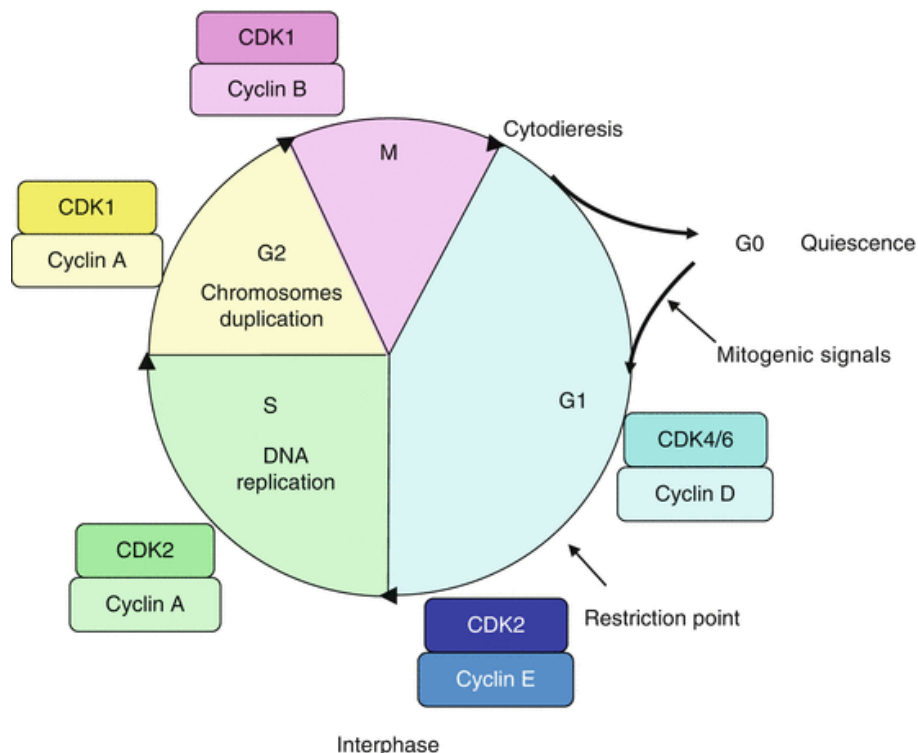 CDK1
Cyclin B
Cytodieresis
M
CDK1
Cyclin A
G2
Chromosomes
duplication
G0 Quiescence
Mitogenic signals
G1
S
DNA
replication
CDK4/6
Cyclin D
CDK2
Cyclin A
Restriction point
CDK2
Cyclin E
Interphase